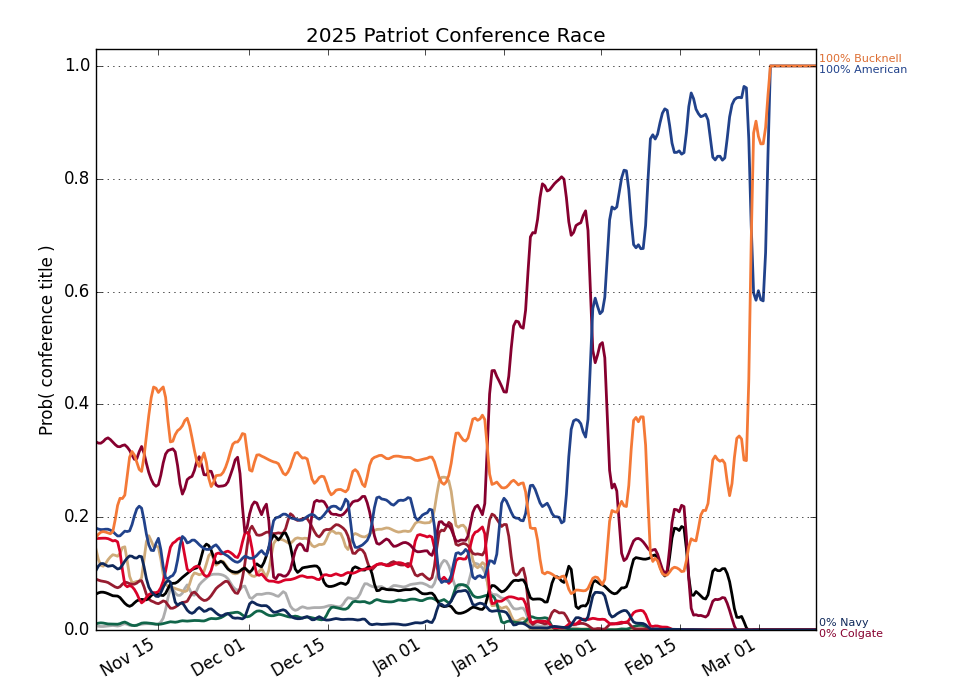 2025 Patriot Conference Race
Prob( conference title )
1.0
0.8
0.6
0.4
0.2
0.0
Nov 15
Dec 01
Dec 15
Jan 01
Jan 15
Feb 01
Feb 15
Mar 01
100% Bucknell
100% American
0% Navy
0% Colgate